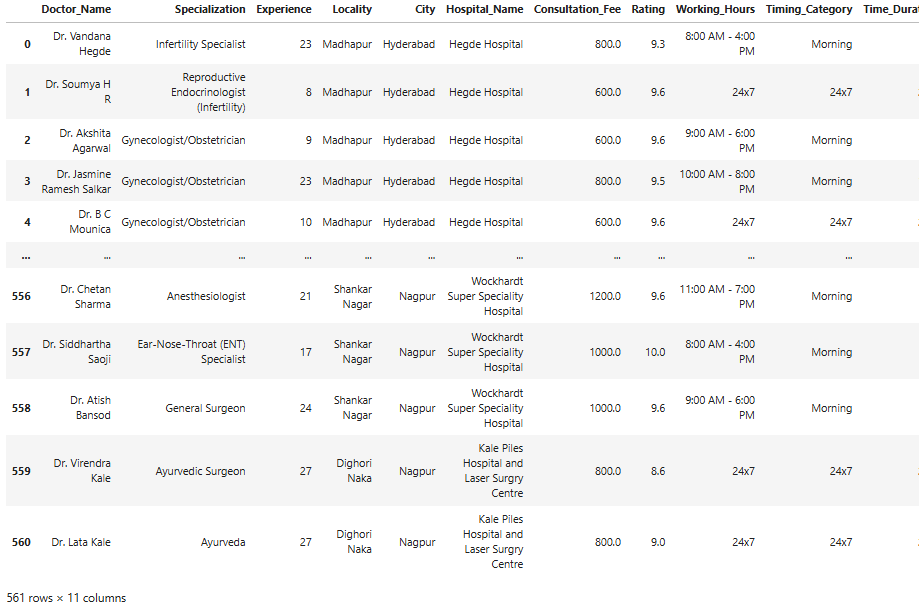 Doctor_Name Specialization Experience Locality City Hospital_Name Consultation_Fee Rating Working_Hours Timing_Category
0 Dr. Vandana Hegde Infertility Specialist 23 Madhapur Hyderabad Hegde Hospital 800.0 9.3 8:00 AM - 4:00 PM Morning
1 Dr. Soumya H R Reproductive Endocrinologist (Infertility) 8 Madhapur Hyderabad Hegde Hospital 600.0 9.6 24x7 24x7
2 Dr. Akshita Agarwal Gynecologist/Obstetrician 9 Madhapur Hyderabad Hegde Hospital 600.0 9.6 9:00 AM - 6:00 PM Morning
3 Dr. Jasmine Ramesh Salkar Gynecologist/Obstetrician 23 Madhapur Hyderabad Hegde Hospital 800.0 9.5 10:00 AM - 8:00 PM Morning
4 Dr. B C Mounica Gynecologist/Obstetrician 10 Madhapur Hyderabad Hegde Hospital 600.0 9.6 24x7 24x7
... ... ... ... ... ... ... ... ... ... ...
556 Dr. Chetan Sharma Anesthesiologist 21 Shankar Nagar Nagpur Wockhardt Super Speciality Hospital 1200.0 9.6 11:00 AM - 7:00 PM Morning
557 Dr. Siddhartha Saoji Ear-Nose-Throat (ENT) Specialist 17 Shankar Nagar Nagpur Wockhardt Super Speciality Hospital 1000.0 10.0 8:00 AM - 4:00 PM Morning
558 Dr. Atish Bansod General Surgeon 24 Shankar Nagar Nagpur Wockhardt Super Speciality Hospital 1000.0 9.6 9:00 AM - 6:00 PM Morning
559 Dr. Virendra Kale Ayurvedic Surgeon 27 Dighori Naka Nagpur Kale Piles Hospital and Laser Surgry Centre 800.0 8.6 24x7 24x7
560 Dr. Lata Kale Ayurveda 27 Dighori Naka Nagpur Kale Piles Hospital and Laser Surgry Centre 800.0 9.0 24x7 24x7
561 rows × 11 columns